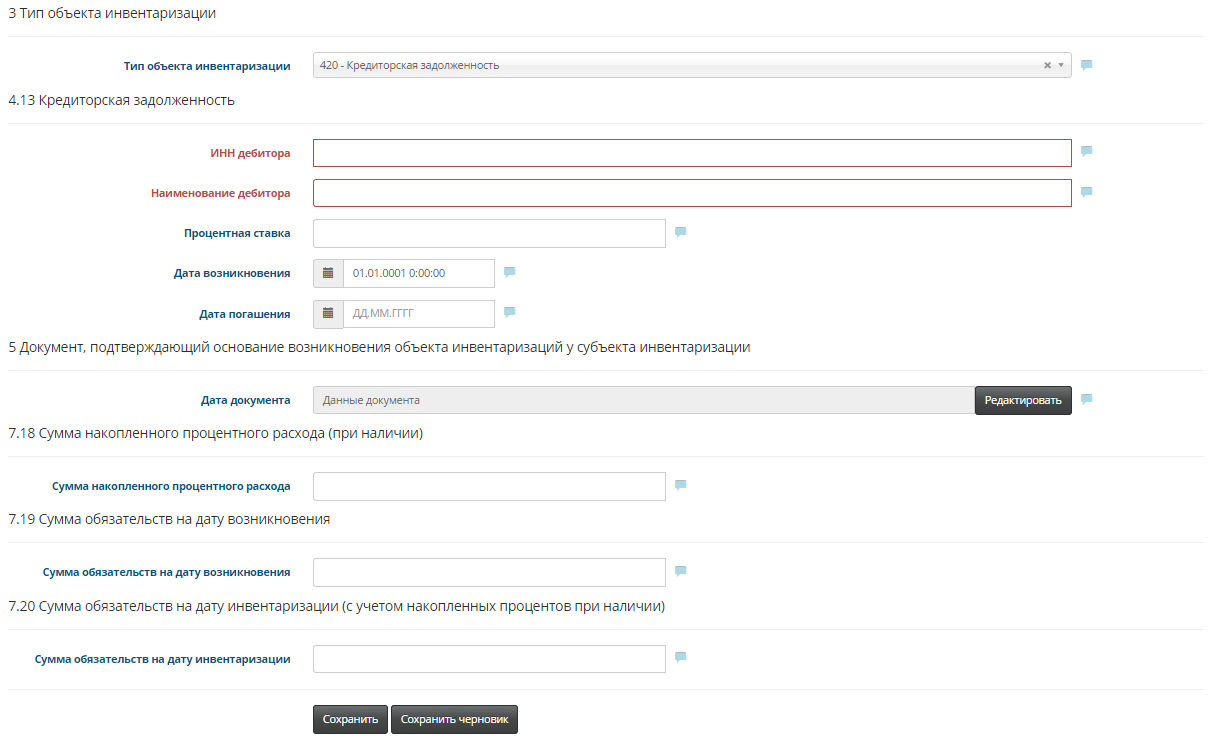 3 Тип объекта инвентаризации
Тип объекта инвентаризации 420 - Кредиторская задолженность
4.13 Кредиторская задолженность
ИНН дебитора
Наименование дебитора
Процентная ставка
Дата возникновения 01.01.0001 0:00:00
Дата погашения ДД.ММ.ГГГГ
5 Документ, подтверждающий основание возникновения объекта инвентаризаций у субъекта инвентаризации
Дата документа Данные документа Редактировать
7.18 Сумма накопленного процентного расхода (при наличии)
Сумма накопленного процентного расхода
7.19 Сумма обязательств на дату возникновения
Сумма обязательств на дату возникновения
7.20 Сумма обязательств на дату инвентаризации (с учетом накопленных процентов при наличии)
Сумма обязательств на дату инвентаризации
Сохранить Сохранить черновик